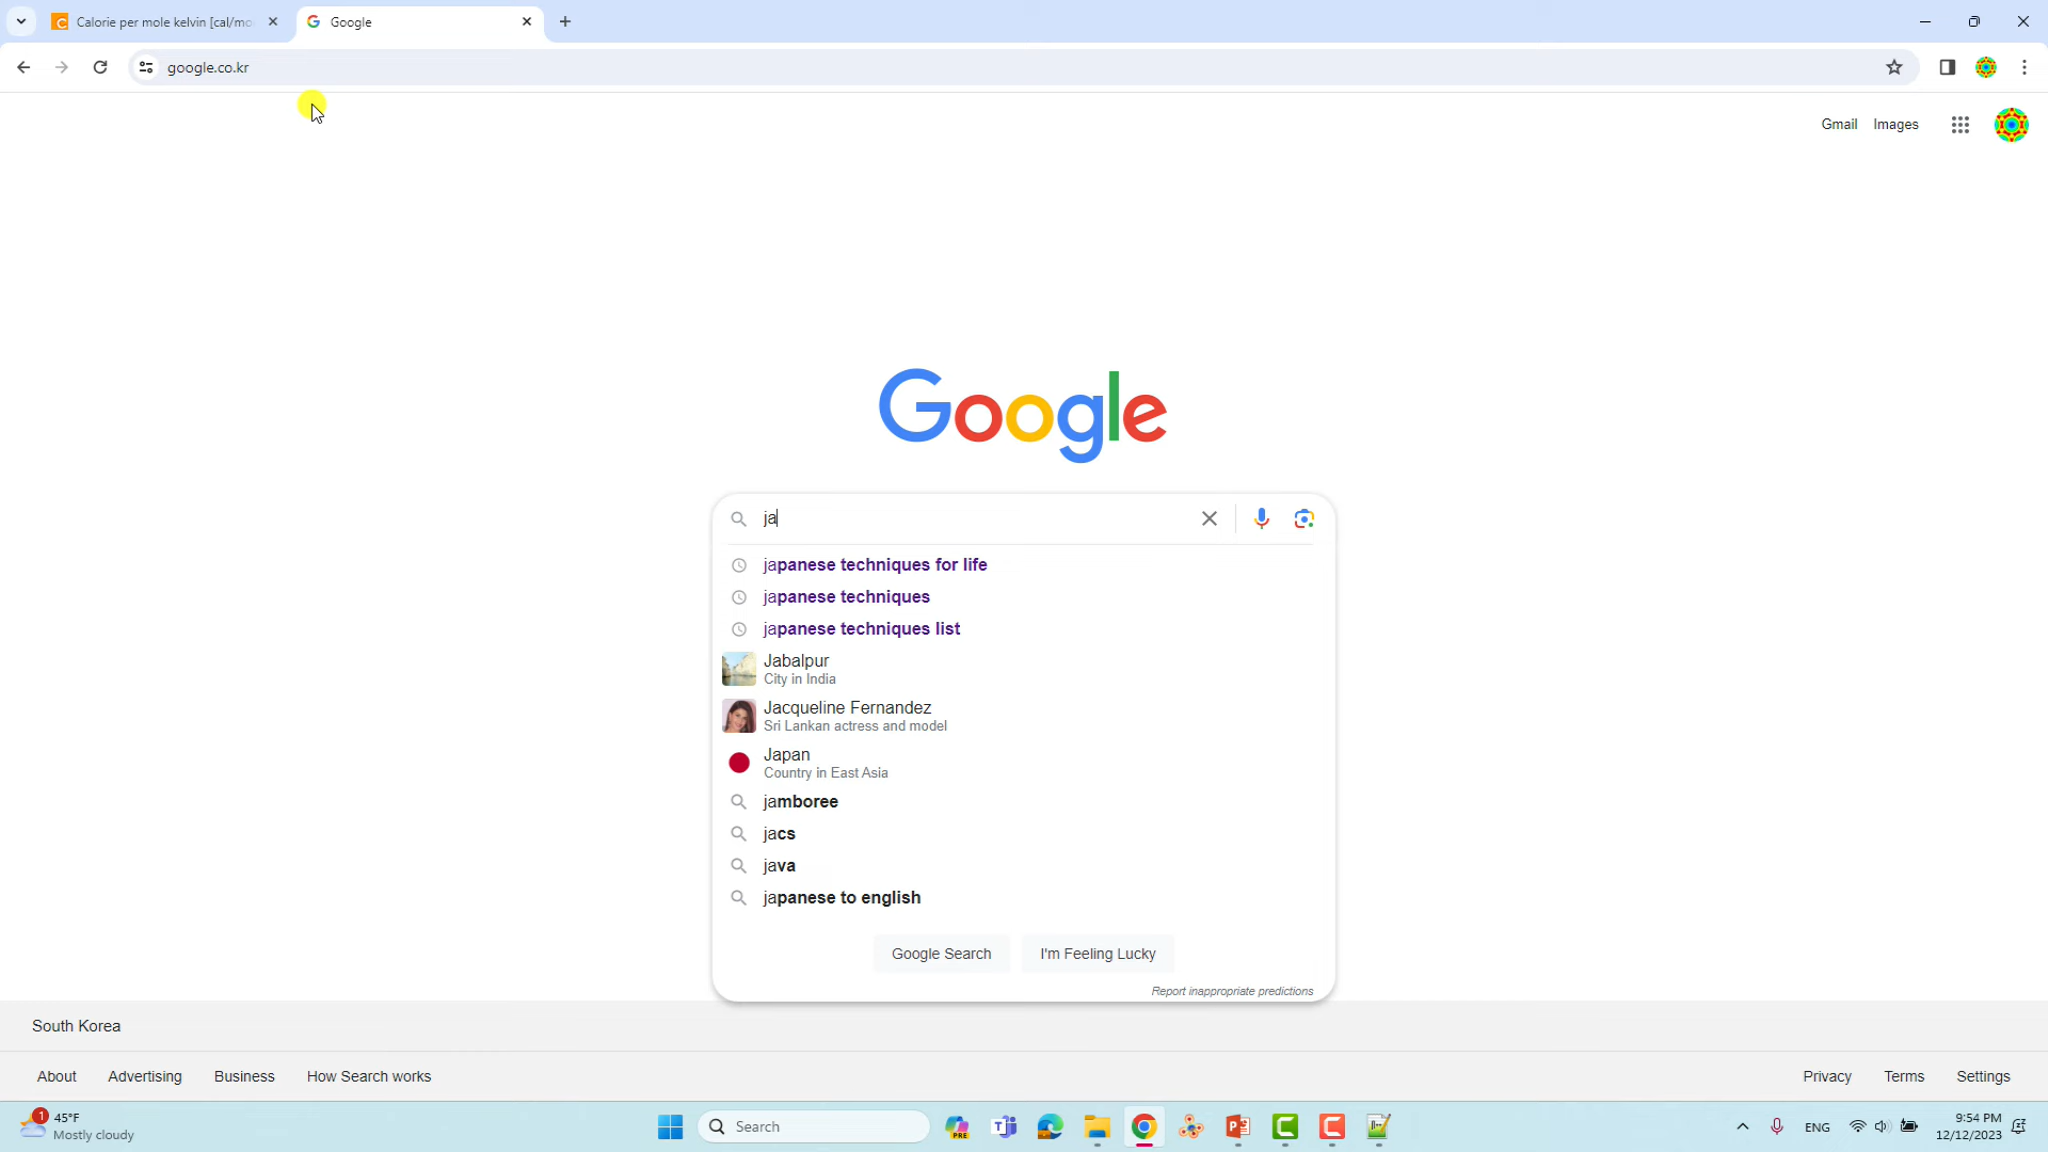 Calorie per mole kelvin [cal/mo
Google
google.co.kr
Gmail Images
Google
ja
japanese techniques for life
japanese techniques
japanese techniques list
Jabalpur
City in India
Jacqueline Fernandez
Sri Lankan actress and model
Japan
Country in East Asia
jamboree
jacs
java
japanese to english
Google Search I'm Feeling Lucky
Report inappropriate predictions
South Korea
About Advertising Business How Search works Privacy Terms Settings
1 45°F
Mostly cloudy
Search
PRE
ENG
9:54 PM
12/12/2023